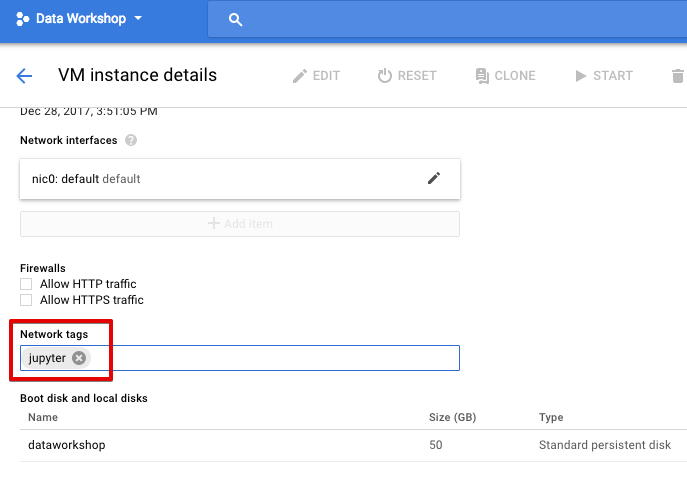 Data Workshop
VM instance details
EDIT
RESET
CLONE
START
Dec 28, 2017, 3:51:05 PM
Network interfaces ?
nic0: default default
+ Add item
Firewalls
Allow HTTP traffic
Allow HTTPS traffic
Network tags
jupyter
Boot disk and local disks
Name Size (GB) Type
dataworkshop 50 Standard persistent disk